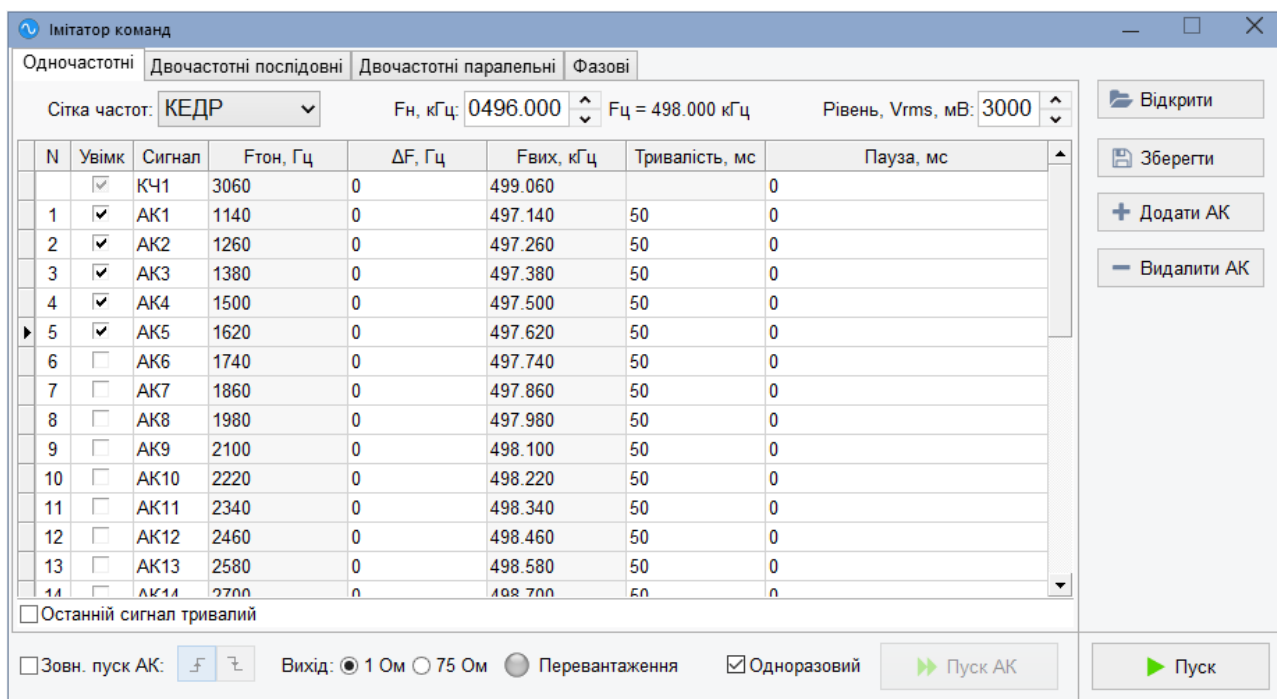 Імітатор команд
Одночастотні Двочастотні послідовні Двочастотні паралельні Фазові
Сітка частот: КЕДР Fн, кГц: 0496.000 Fц = 498.000 кГц Рівень, Vrms, мВ: 3000
N Увімк Сигнал Fтон, Гц ΔF, Гц Fвих, кГц Тривалість, мс Пауза, мс
КЧ1 3060 0 499.060 0
1 АК1 1140 0 497.140 50 0
2 АК2 1260 0 497.260 50 0
3 АК3 1380 0 497.380 50 0
4 АК4 1500 0 497.500 50 0
5 АК5 1620 0 497.620 50 0
6 АК6 1740 0 497.740 50 0
7 АК7 1860 0 497.860 50 0
8 АК8 1980 0 497.980 50 0
9 АК9 2100 0 498.100 50 0
10 АК10 2220 0 498.220 50 0
11 АК11 2340 0 498.340 50 0
12 АК12 2460 0 498.460 50 0
13 АК13 2580 0 498.580 50 0
14 АК14 2700 0 498.700 50 0
Останній сигнал тривалий
Відкрити
Зберегти
Додати АК
Видалити АК
Зовн. пуск АК: Вихід: 1 Ом 75 Ом Перевантаження Одноразовий Пуск АК Пуск